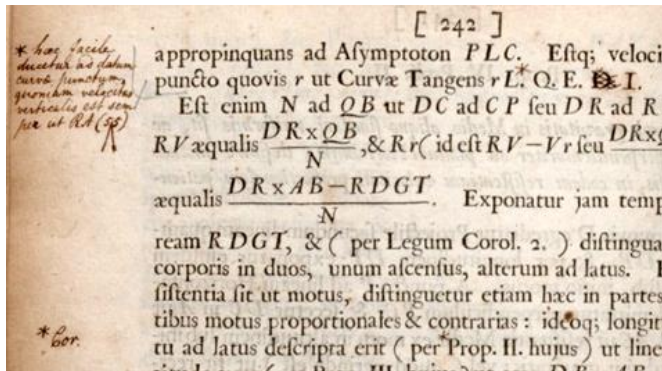 [ 242 ]
* hæc facile
ducetur ad datum
curvæ punctum,
quoniam velocitas
verticalis est sem
per ut RA (55)
appropinquans ad Aſymptoton PLC. Eſtq; veloci
puncto quovis r ut Curvæ Tangens r L. Q. E. I.
Eſt enim N ad QB ut DC ad CP ſeu DR ad R
RV æqualis DR x QB / N, & Rr ( id eſt RV − Vr ſeu DR x
æqualis DR x AB − RDGT / N. Exponatur jam temp
ream RDGT, & ( per Legum Corol. 2. ) diſtingua
corporis in duos, unum aſcenſus, alterum ad latus.
ſiſtentia ſit ut motus, diſtinguetur etiam hæc in partes
tibus motus proportionales & contrarias : ideoq; longit
* Cor.
tu ad latus deſcripta erit ( per Prop. II. hujus ) ut line